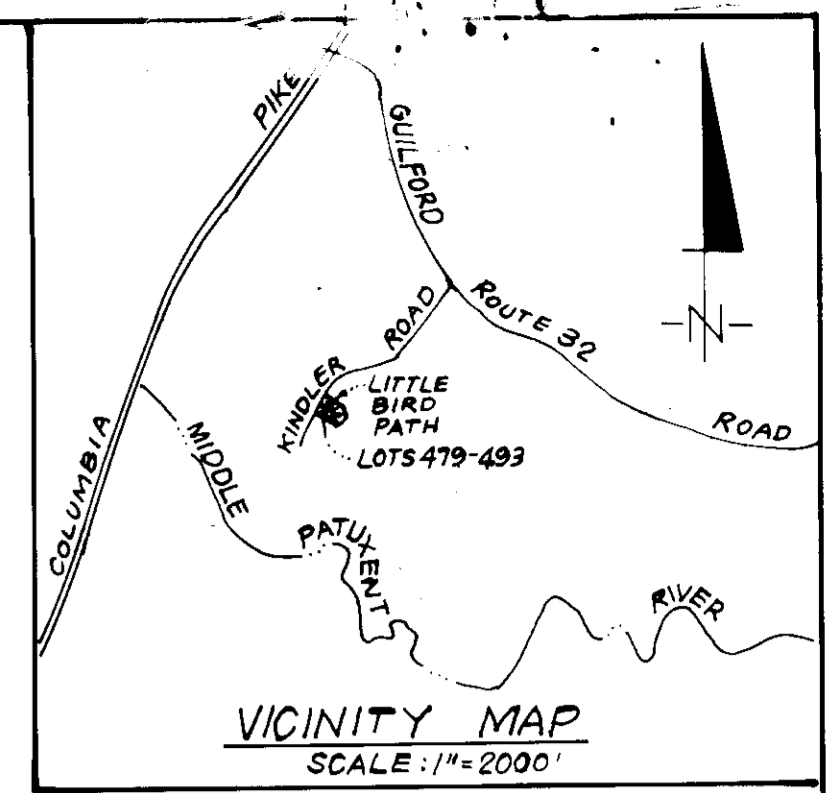 PIKE
GUILFORD
ROUTE 32
ROAD
KINDLER ROAD
LITTLE
BIRD
PATH
LOTS 479-493
N
COLUMBIA
MIDDLE
PATUXENT
RIVER
VICINITY MAP
SCALE: 1"=2000'